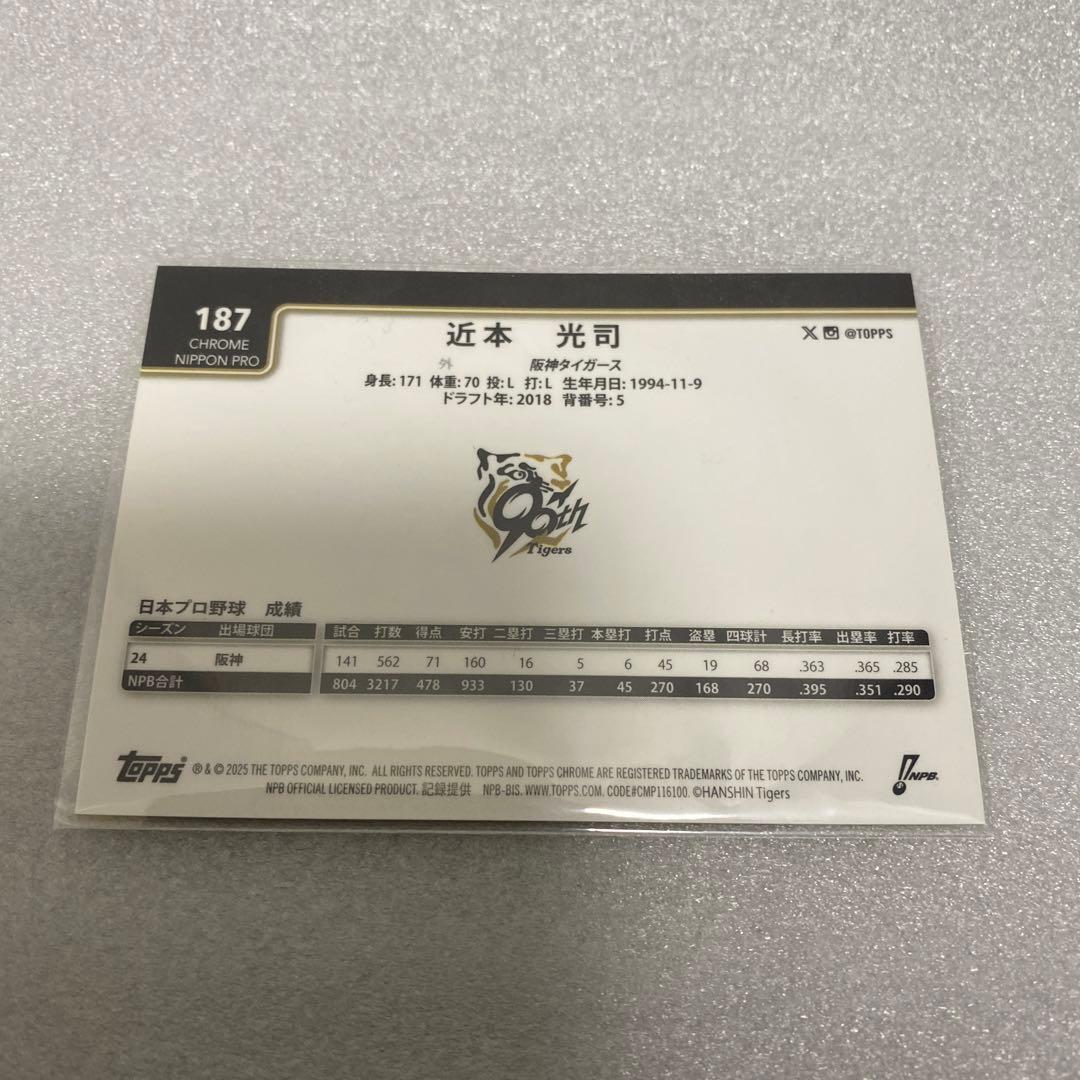 187
CHROME
NIPPON PRO
近本 光司
@TOPPS
外 阪神タイガース
身長: 171 体重: 70 投: L 打: L 生年月日: 1994-11-9
ドラフト年: 2018 背番号: 5
90th
Tigers
日本プロ野球 成績
シーズン 出場球団 試合 打数 得点 安打 二塁打 三塁打 本塁打 打点 盗塁 四球計 長打率 出塁率 打率
24 阪神 141 562 71 160 16 5 6 45 19 68 .363 .365 .285
NPB合計 804 3217 478 933 130 37 45 270 168 270 .395 .351 .290
topps ® & © 2025 THE TOPPS COMPANY, INC. ALL RIGHTS RESERVED. TOPPS AND TOPPS CHROME ARE REGISTERED TRADEMARKS OF THE TOPPS COMPANY, INC.
NPB OFFICIAL LICENSED PRODUCT. 記録提供 NPB-BIS. WWW.TOPPS.COM. CODE#CMP116100. ©HANSHIN Tigers
NPB